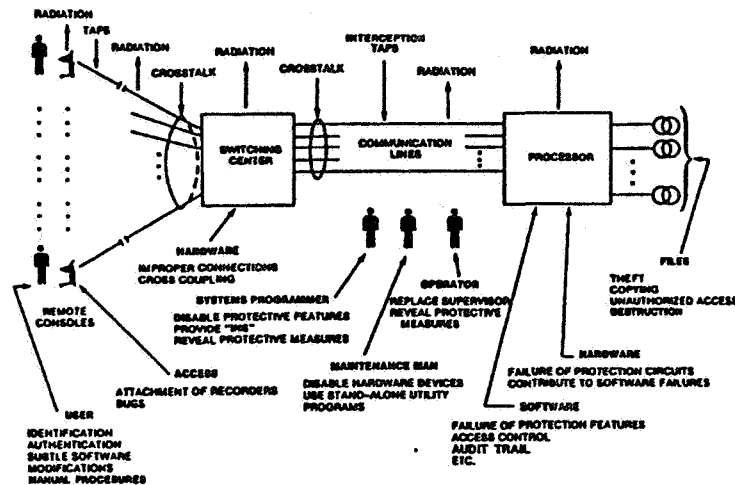 RADIATION
TAPS
RADIATION
CROSSTALK
RADIATION
CROSSTALK
INTERCEPTION
TAPS
RADIATION
RADIATION
SWITCHING
CENTER
COMMUNICATION
LINES
PROCESSOR
HARDWARE
IMPROPER CONNECTIONS
CROSS COUPLING
REMOTE
CONSOLES
SYSTEMS PROGRAMMER
DISABLE PROTECTIVE FEATURES
PROVIDE "INS"
REVEAL PROTECTIVE MEASURES
OPERATOR
REPLACE SUPERVISOR
REVEAL PROTECTIVE
MEASURES
FILES
THEFT
COPYING
UNAUTHORIZED ACCESS
DESTRUCTION
ACCESS
ATTACHMENT OF RECORDERS
BUGS
MAINTENANCE MAN
DISABLE HARDWARE DEVICES
USE STAND-ALONE UTILITY
PROGRAMS
HARDWARE
FAILURE OF PROTECTION CIRCUITS
CONTRIBUTE TO SOFTWARE FAILURES
USER
IDENTIFICATION
AUTHENTICATION
SUBTLE SOFTWARE
MODIFICATIONS
MANUAL PROCEDURES
SOFTWARE
FAILURE OF PROTECTION FEATURES
ACCESS CONTROL
AUDIT TRAIL
ETC.